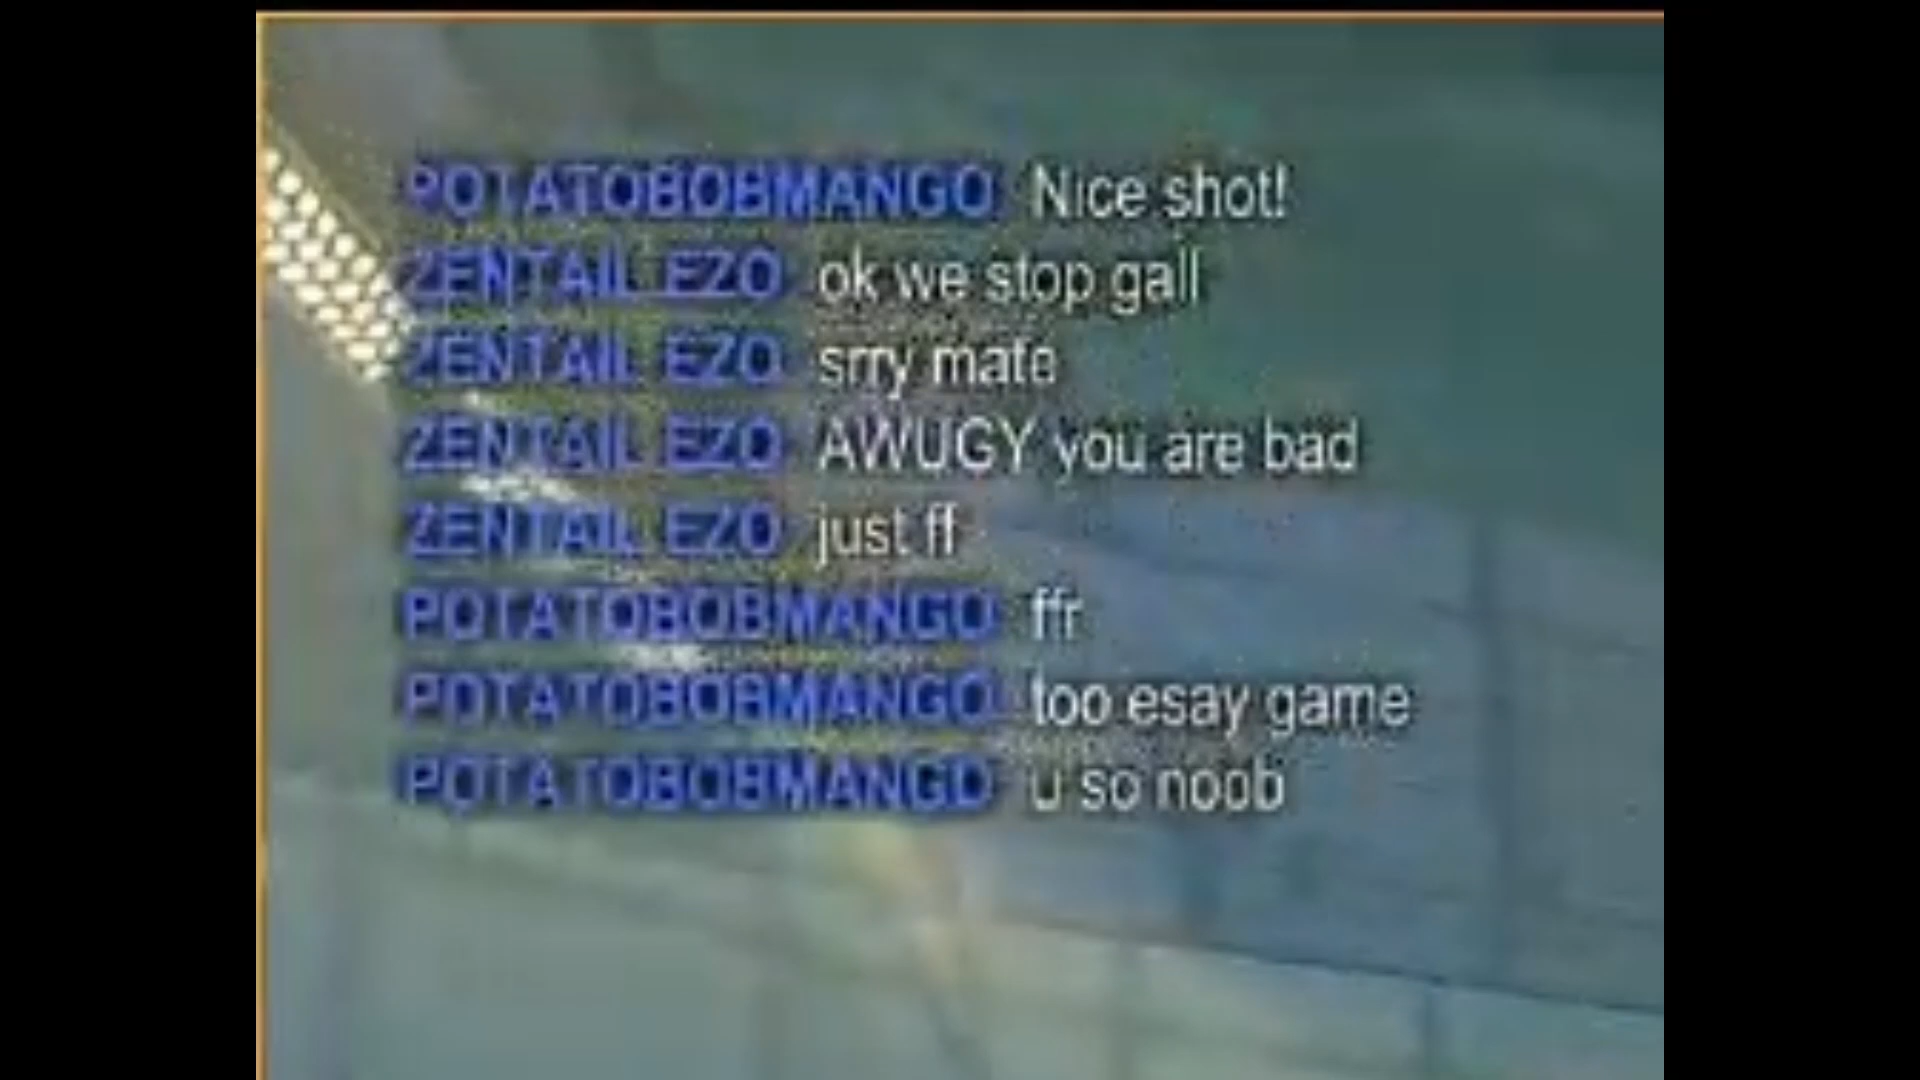 POTATOBOBMANGO Nice shot!
ZENTAIL EZO ok we stop gall
ZENTAIL EZO srry mate
ZENTAIL EZO AWUGY you are bad
ZENTAIL EZO just ff
POTATOBOBMANGO ffr
POTATOBOBMANGO too esay game
POTATOBOBMANGO u so noob